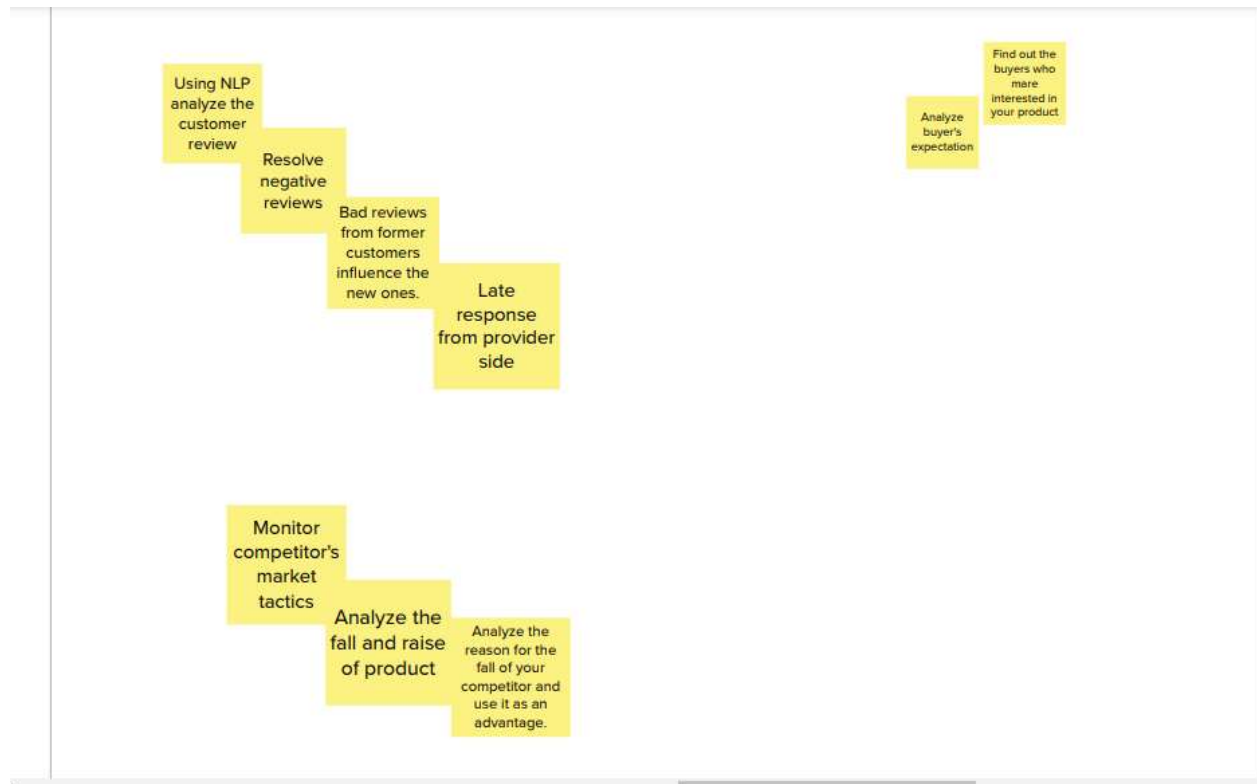 Using NLP
analyze the
customer
review
Resolve
negative
reviews
Bad reviews
from former
customers
influence the
new ones.
Late
response
from provider
side
Find out the
buyers who
mare
interested in
your product
Analyze
buyer's
expectation
Monitor
competitor's
market
tactics
Analyze the
fall and raise
of product
Analyze the
reason for the
fall of your
competitor and
use it as an
advantage.